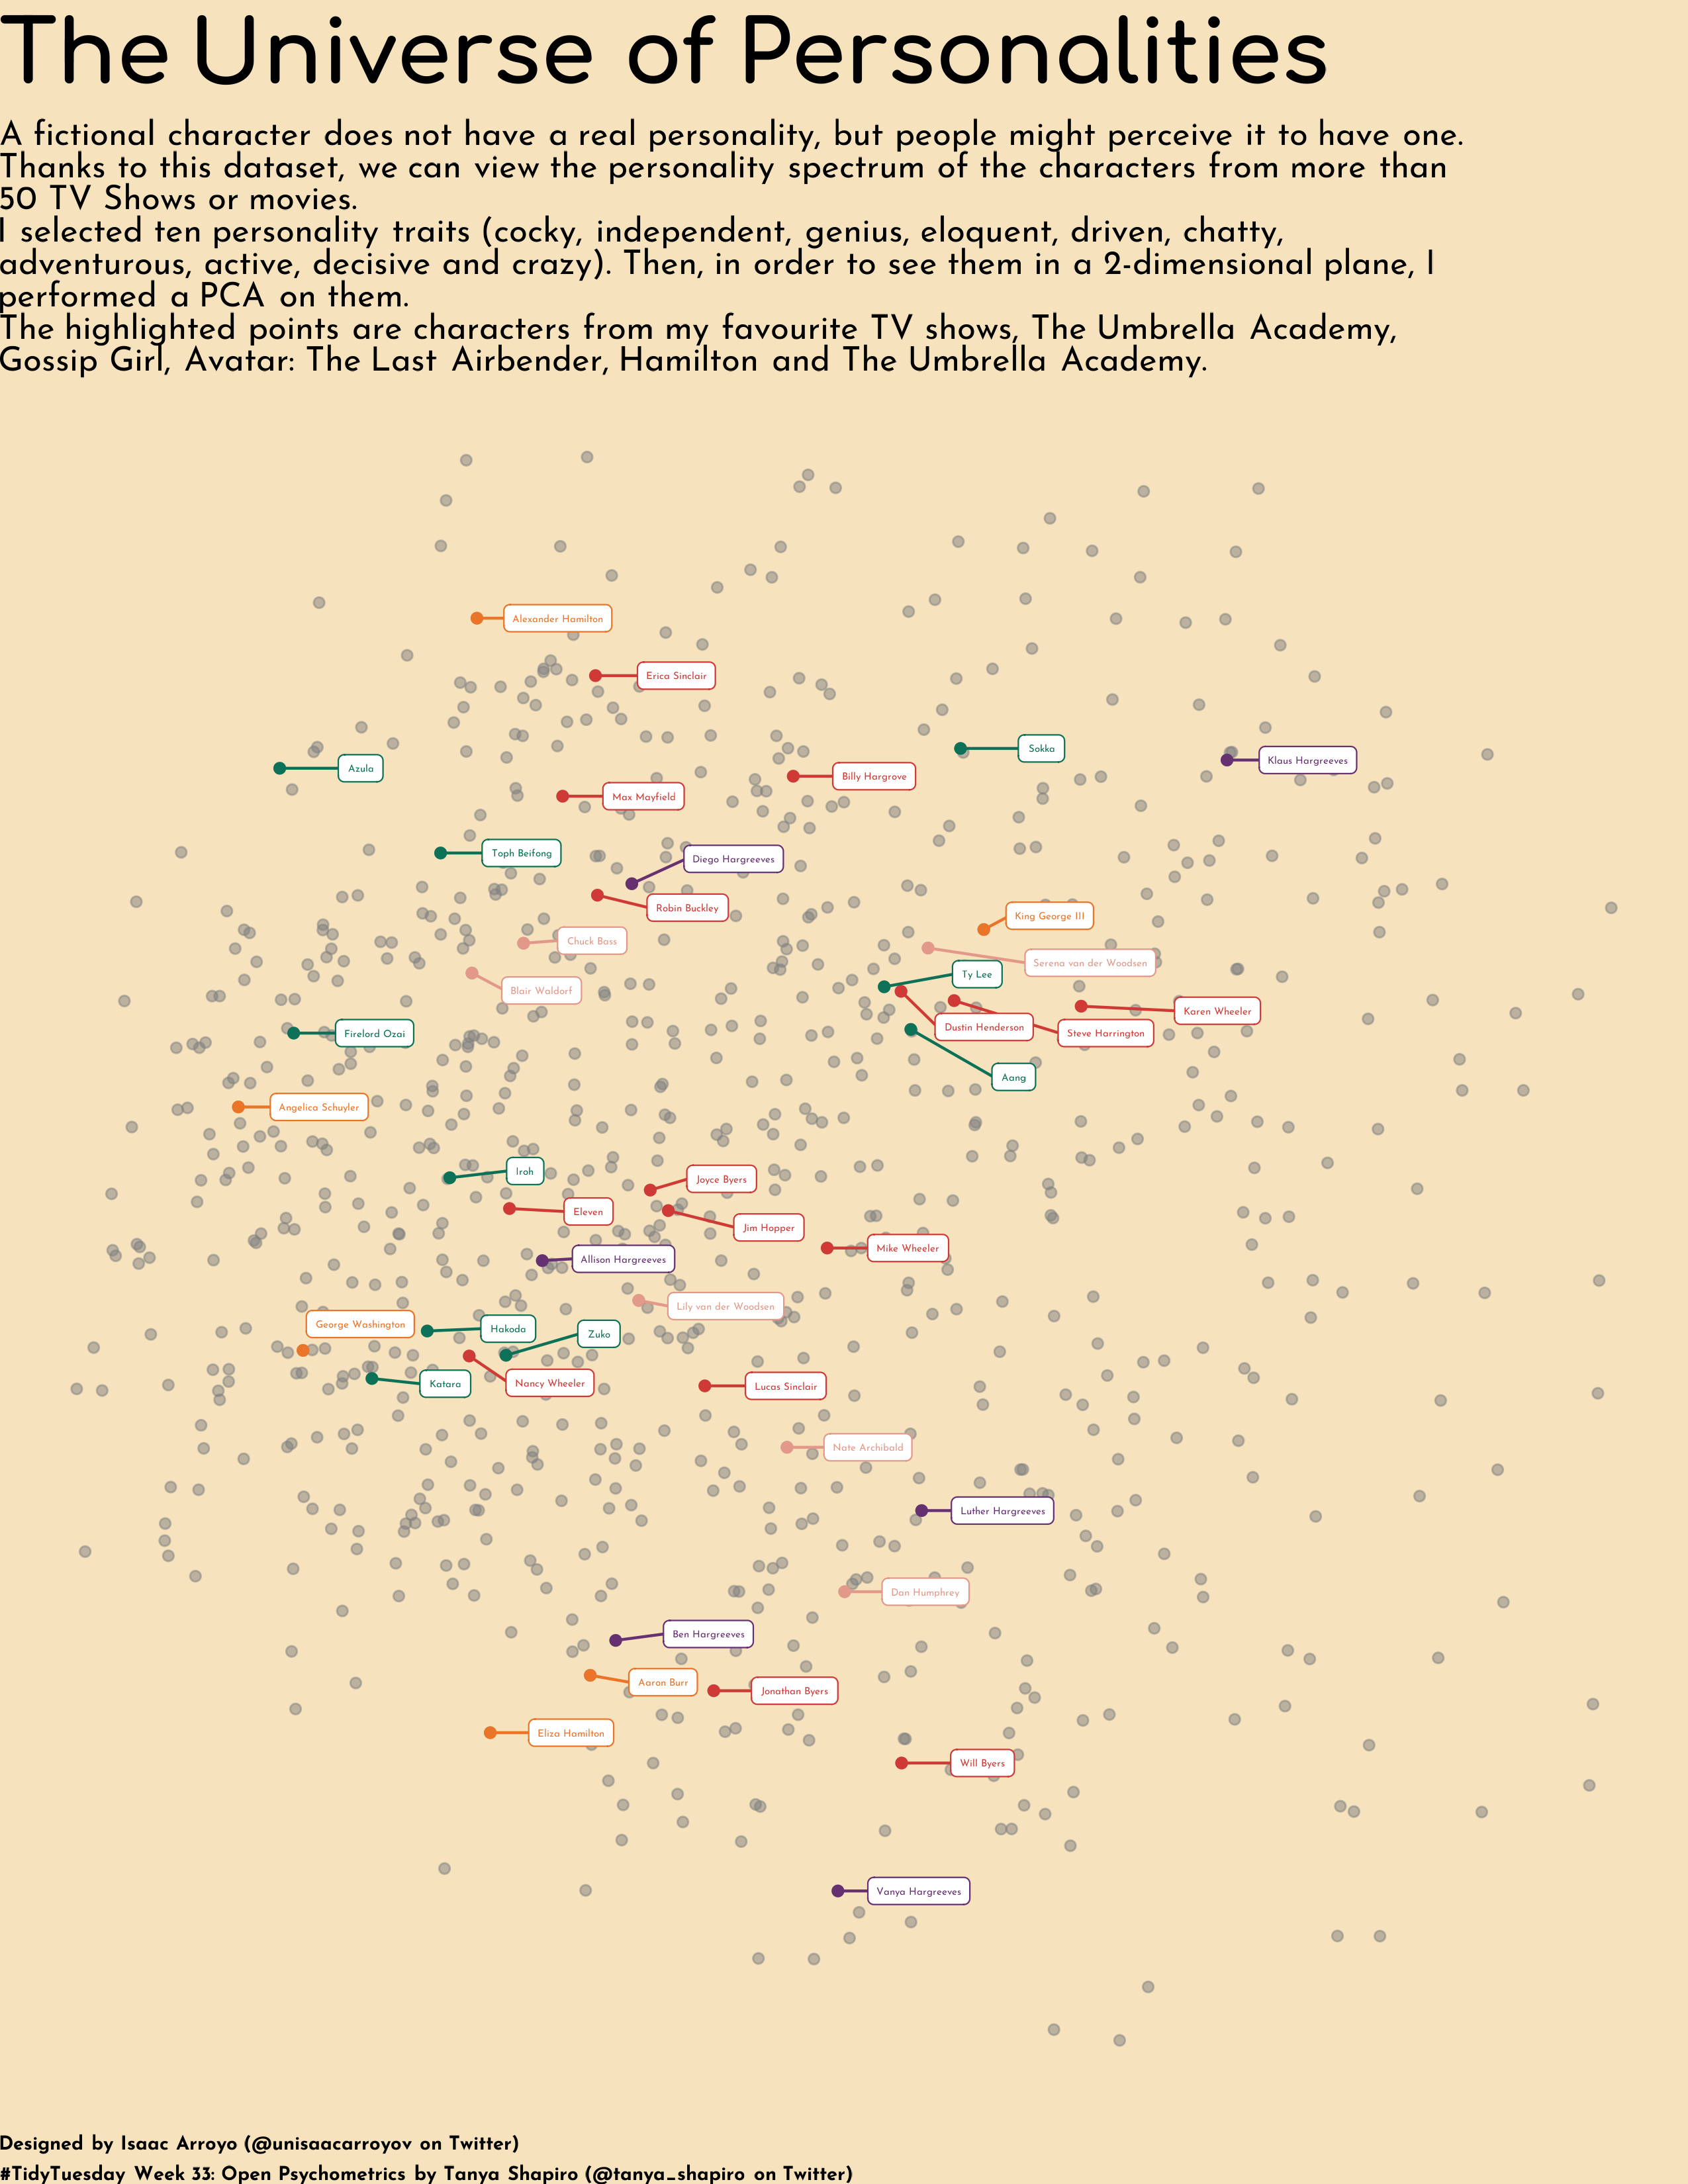 The Universe of Personalities
A fictional character does not have a real personality, but people might perceive it to have one.
Thanks to this dataset, we can view the personality spectrum of the characters from more than
50 TV Shows or movies.
I selected ten personality traits (cocky, independent, genius, eloquent, driven, chatty,
adventurous, active, decisive and crazy). Then, in order to see them in a 2-dimensional plane, I
performed a PCA on them.
The highlighted points are characters from my favourite TV shows, The Umbrella Academy,
Gossip Girl, Avatar: The Last Airbender, Hamilton and The Umbrella Academy.
Alexander Hamilton
Erica Sinclair
Sokka
Klaus Hargreeves
Azula
Billy Hargrove
Max Mayfield
Toph Beifong
Diego Hargreeves
Robin Buckley
King George III
Chuck Bass
Serena van der Woodsen
Ty Lee
Blair Waldorf
Karen Wheeler
Dustin Henderson
Steve Harrington
Firelord Ozai
Aang
Angelica Schuyler
Iroh
Joyce Byers
Eleven
Jim Hopper
Mike Wheeler
Allison Hargreeves
Lily van der Woodsen
George Washington
Hakoda
Zuko
Katara
Nancy Wheeler
Lucas Sinclair
Nate Archibald
Luther Hargreeves
Dan Humphrey
Ben Hargreeves
Aaron Burr
Jonathan Byers
Eliza Hamilton
Will Byers
Vanya Hargreeves
Designed by Isaac Arroyo (@unisaacarroyov on Twitter)
#TidyTuesday Week 33: Open Psychometrics by Tanya Shapiro (@tanya_shapiro on Twitter)